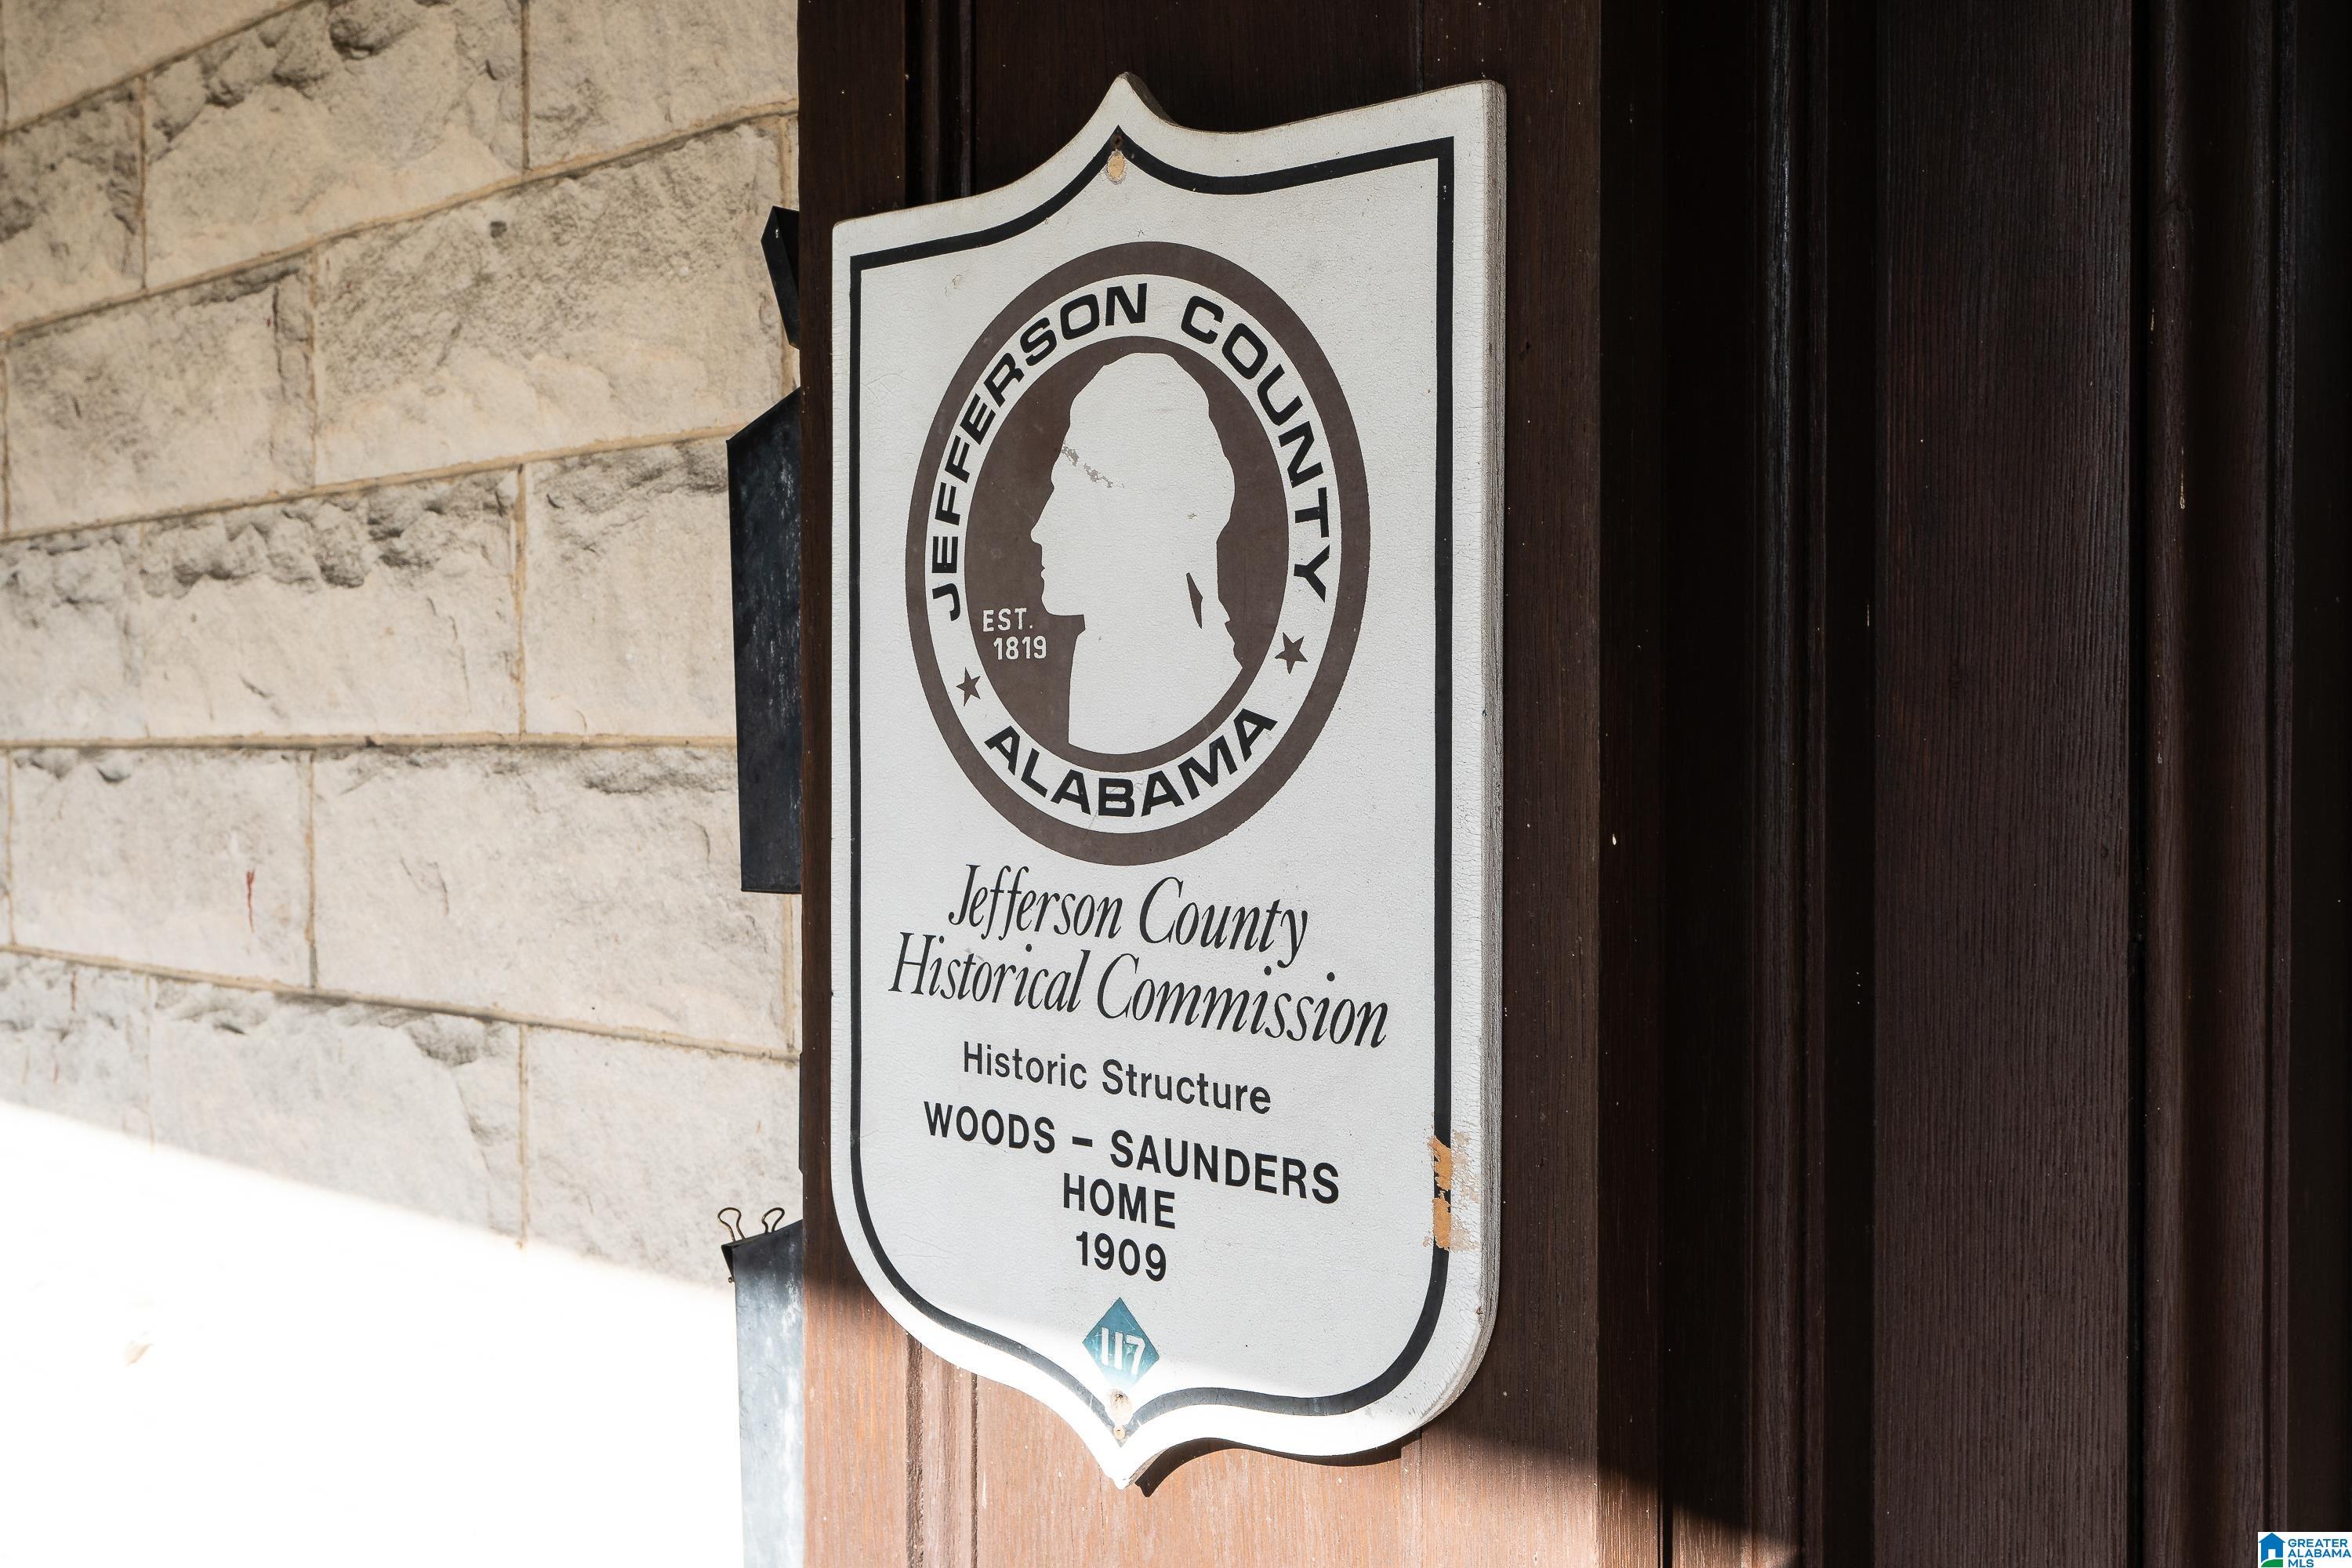 JEFFERSON COUNTY
EST.
1819
★ ALABAMA ★
Jefferson County
Historical Commission
Historic Structure
WOODS – SAUNDERS
HOME
1909
117
GREATER
ALABAMA
MLS